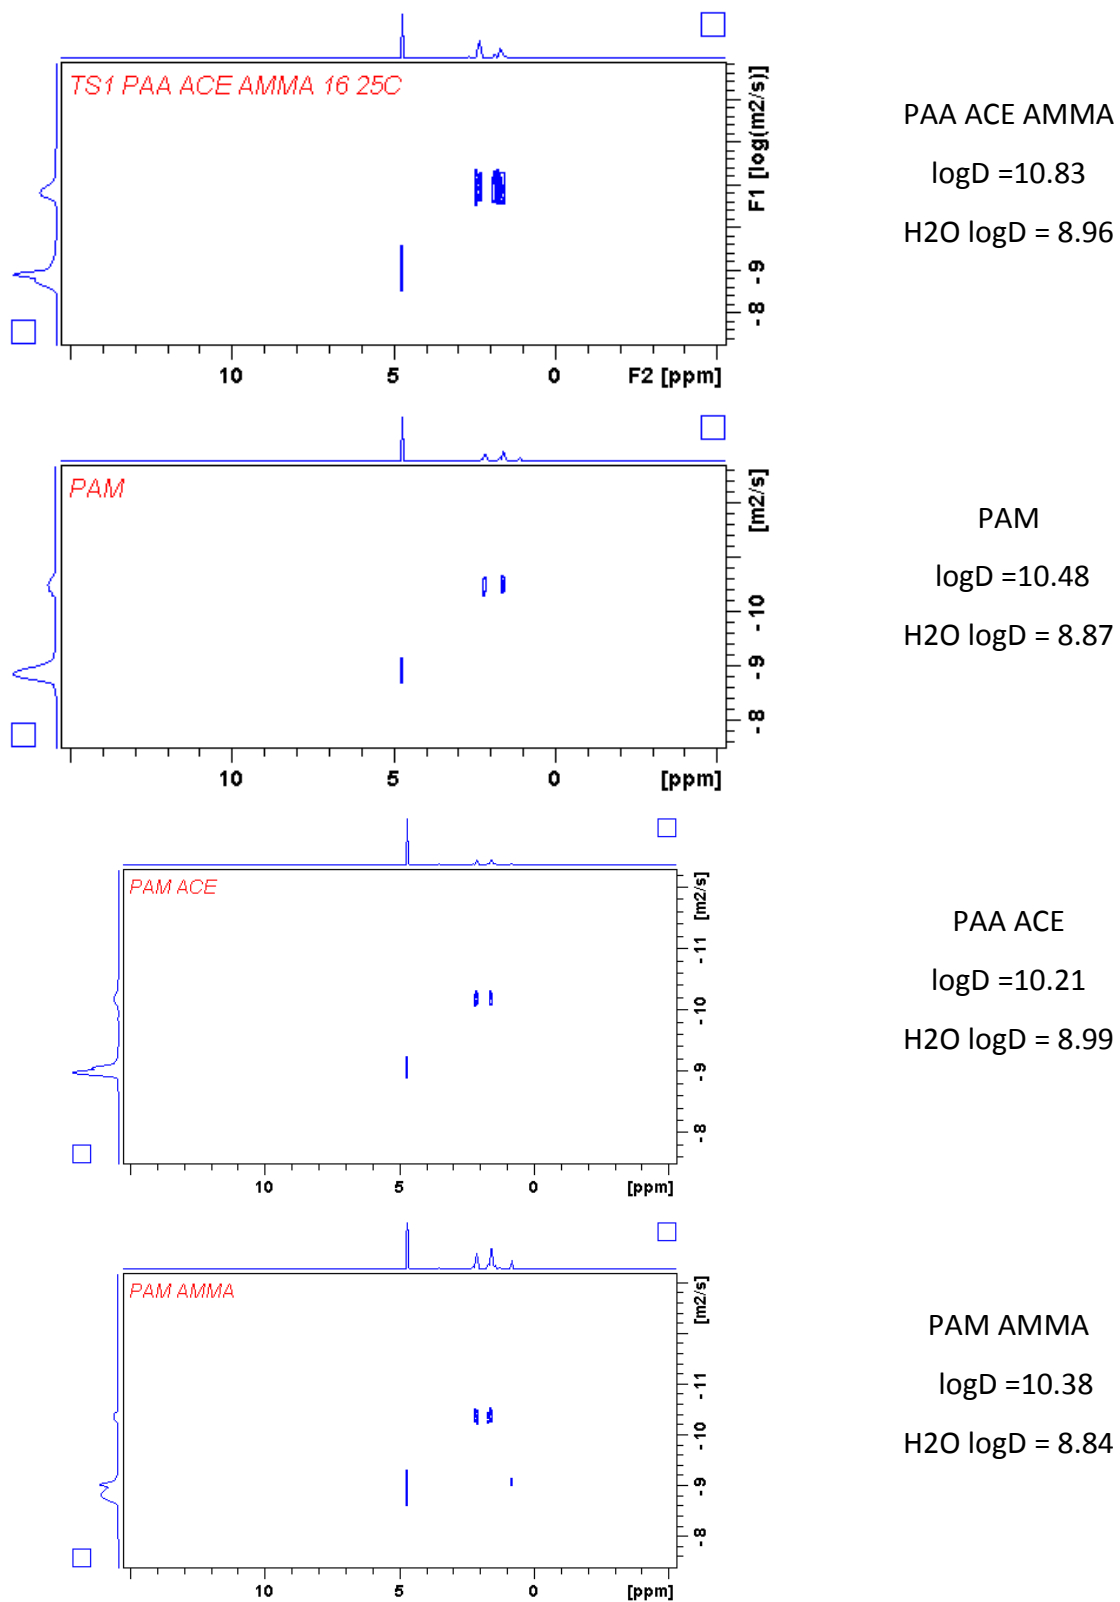 TS1 PAA ACE AMMA 16 25C
F1 [log(m2/s)]
- 9
- 8
10 5 0 F2 [ppm]
PAA ACE AMMA
logD =10.83
H2O logD = 8.96
PAM
[m2/s]
- 10
- 9
- 8
10 5 0 [ppm]
PAM
logD =10.48
H2O logD = 8.87
PAM ACE
[m2/s]
- 11
- 10
- 9
- 8
10 5 0 [ppm]
PAA ACE
logD =10.21
H2O logD = 8.99
PAM AMMA
[m2/s]
- 11
- 10
- 9
- 8
10 5 0 [ppm]
PAM AMMA
logD =10.38
H2O logD = 8.84